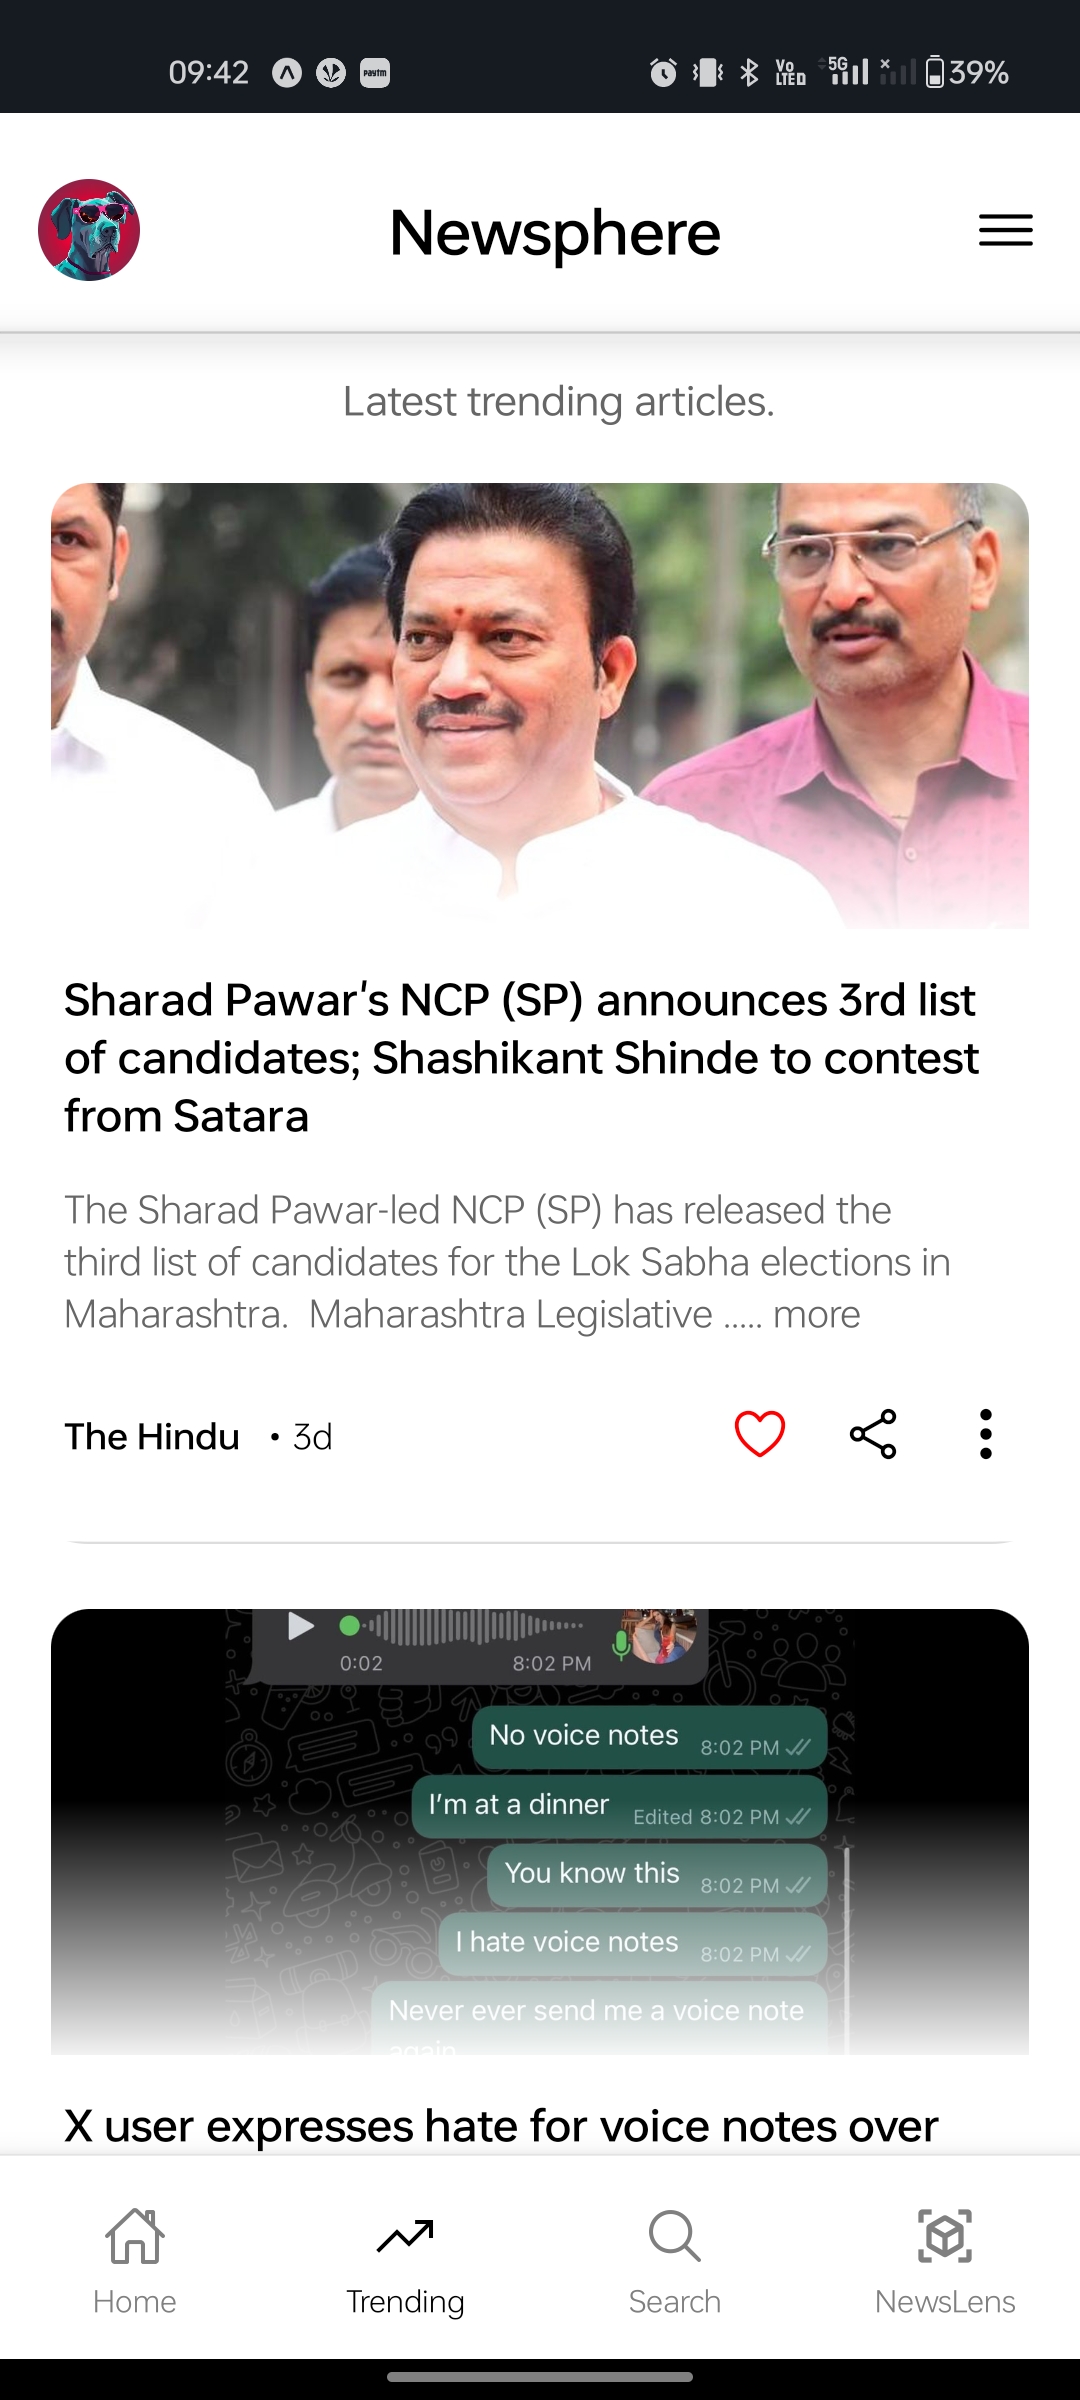 09:42 paytm Vo LTED 5G 39%
Newsphere
Latest trending articles.
Sharad Pawar's NCP (SP) announces 3rd list
of candidates; Shashikant Shinde to contest
from Satara
The Sharad Pawar-led NCP (SP) has released the
third list of candidates for the Lok Sabha elections in
Maharashtra. Maharashtra Legislative ..... more
The Hindu • 3d
0:02 8:02 PM
No voice notes 8:02 PM
I'm at a dinner Edited 8:02 PM
You know this 8:02 PM
I hate voice notes 8:02 PM
Never ever send me a voice note
again
X user expresses hate for voice notes over
Home Trending Search NewsLens